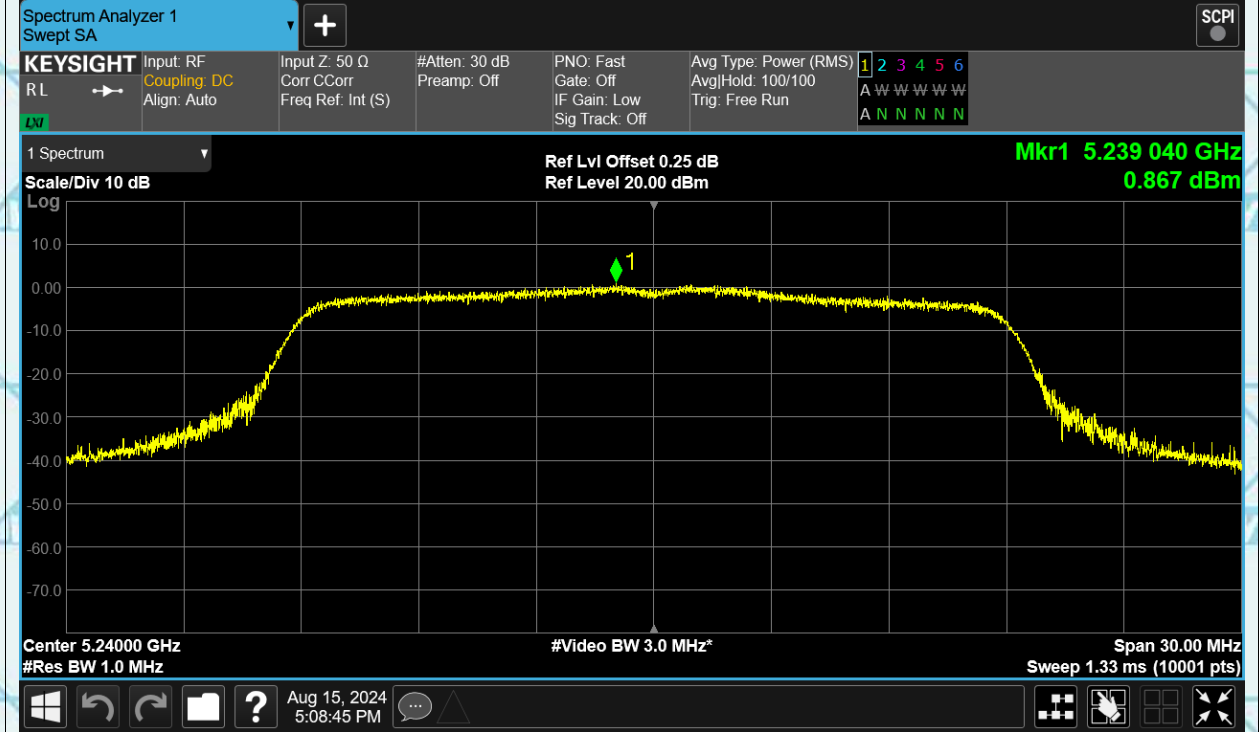 Spectrum Analyzer 1
Swept SA
SCPI
KEYSIGHT
R L
LXI
Input: RF
Coupling: DC
Align: Auto
Input Z: 50 Ω
Corr CCorr
Freq Ref: Int (S)
#Atten: 30 dB
Preamp: Off
PNO: Fast
Gate: Off
IF Gain: Low
Sig Track: Off
Avg Type: Power (RMS)
Avg|Hold: 100/100
Trig: Free Run
1 2 3 4 5 6
A W W W W W
A N N N N N
1 Spectrum
Scale/Div 10 dB
Log
Ref Lvl Offset 0.25 dB
Ref Level 20.00 dBm
Mkr1 5.239 040 GHz
0.867 dBm
1
10.0
0.00
-10.0
-20.0
-30.0
-40.0
-50.0
-60.0
-70.0
Center 5.24000 GHz
#Res BW 1.0 MHz
#Video BW 3.0 MHz*
Span 30.00 MHz
Sweep 1.33 ms (10001 pts)
?
Aug 15, 2024
5:08:45 PM